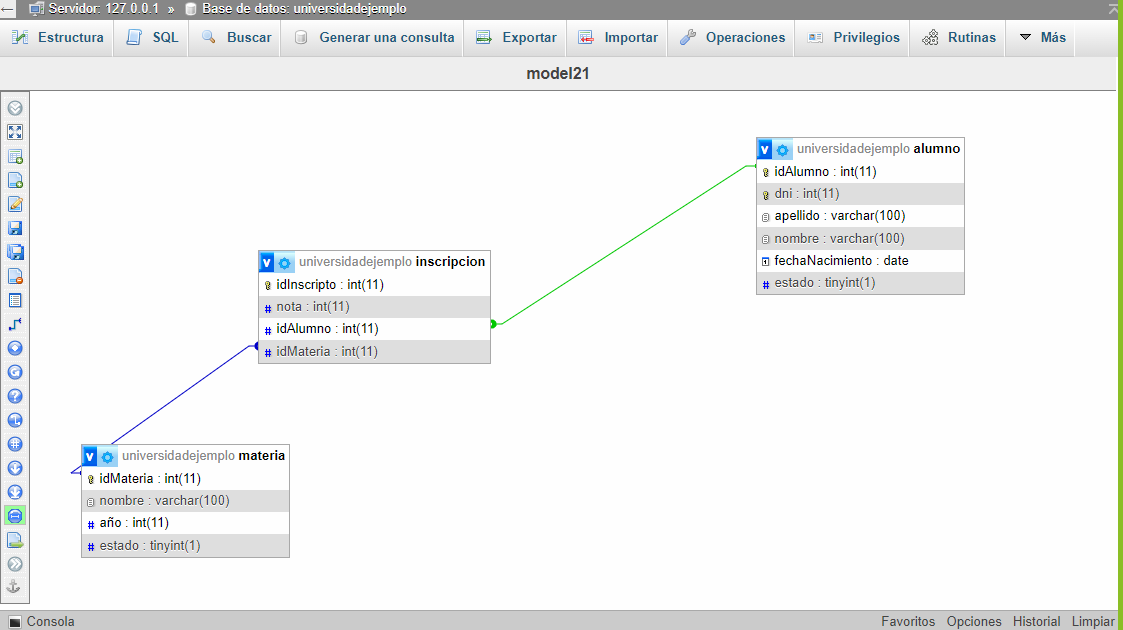 Servidor: 127.0.0.1 » Base de datos: universidadejemplo
Estructura SQL Buscar Generar una consulta Exportar Importar Operaciones Privilegios Rutinas Más
model21
v universidadejemplo alumno
idAlumno : int(11)
dni : int(11)
apellido : varchar(100)
nombre : varchar(100)
fechaNacimiento : date
# estado : tinyint(1)
v universidadejemplo inscripcion
idInscripto : int(11)
# nota : int(11)
# idAlumno : int(11)
# idMateria : int(11)
v universidadejemplo materia
idMateria : int(11)
nombre : varchar(100)
# año : int(11)
# estado : tinyint(1)
Consola Favoritos Opciones Historial Limpiar